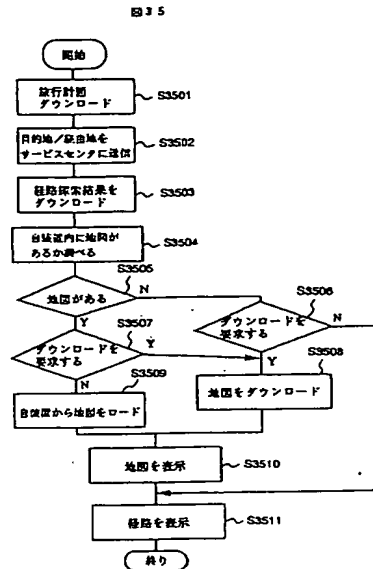 図35
開始
旅行計画
ダウンロード
S3501
目的地/経由地を
サービスセンタに送信
S3502
経路探索結果を
ダウンロード
S3503
自装置内に地図が
あるか調べる
S3504
S3505
地図がある
N
S3506
Y
S3507
ダウンロードを
要求する
N
ダウンロードを
要求する
Y
Y
S3508
N
S3509
地図をダウンロード
自装置から地図をロード
地図を表示
S3510
経路を表示
S3511
終り